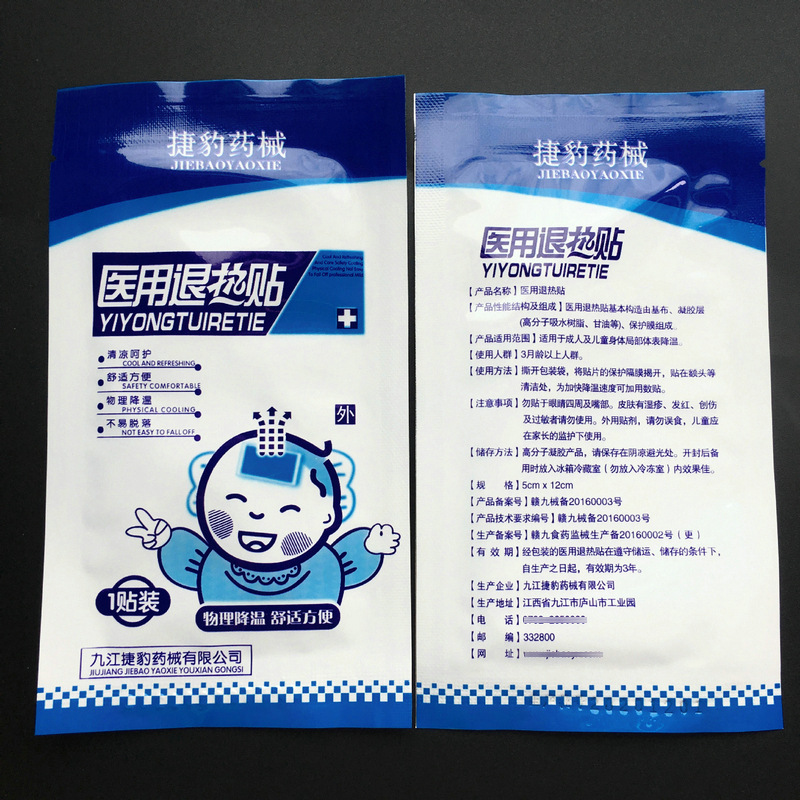 捷豹药械
JIEBAOYAOXIE
医用退热贴
YIYONGTUIRETIE
Cool And Refreshing
清凉呵护
COOL AND REFRESHING
舒适方便
SAFETY COMFORTABLE
物理降温
PHYSICAL COOLING
不易脱落
NOT EASY TO FALL OFF
外
1贴装
物理降温 舒适方便
九江捷豹药械有限公司
JIUJIANG JIEBAO YAOXIE YOUXIAN GONGSI
捷豹药械
JIEBAOYAOXIE
医用退热贴
YIYONGTUIRETIE
【产品名称】医用退热贴
【产品性能结构及组成】医用退热贴基本构造由基布、凝胶层
(高分子吸水树脂、甘油等)、保护膜组成。
【产品适用范围】适用于成人及儿童身体局部体表降温。
【使用人群】3月龄以上人群。
【使用方法】撕开包装袋，将贴片的保护隔膜揭开，贴在额头等
清洁处，为加快降温速度可加用数贴。
【注意事项】勿贴于眼睛四周及嘴部。皮肤有湿疹、发红、创伤
及过敏者请勿使用。外用贴剂，请勿误食，儿童应
在家长的监护下使用。
【储存方法】高分子凝胶产品，请保存在阴凉避光处。开封后备
用时放入冰箱冷藏室（勿放入冷冻室）内效果佳。
【规 格】5cm x 12cm
【产品备案号】赣九械备20160003号
【产品技术要求编号】赣九械备20160003号
【生产备案号】赣九食药监械生产备20160002号（更）
【有 效 期】经包装的医用退热贴在遵守储运、储存的条件下，
自生产之日起，有效期为3年。
【生产企业】九江捷豹药械有限公司
【生产地址】江西省九江市庐山市工业园
【电 话】
【邮 编】332800
【网 址】